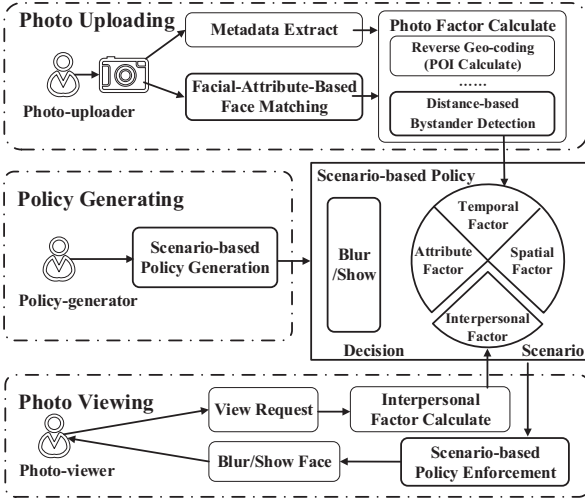 Photo Uploading
Photo-uploader
Metadata Extract
Facial-Attribute-Based
Face Matching
Photo Factor Calculate
Reverse Geo-coding
(POI Calculate)
......
Distance-based
Bystander Detection
Policy Generating
Policy-generator
Scenario-based
Policy Generation
Scenario-based Policy
Blur
/Show
Decision
Temporal
Factor
Attribute
Factor
Spatial
Factor
Interpersonal
Factor
Scenario
Photo Viewing
Photo-viewer
View Request
Interpersonal
Factor Calculate
Blur/Show Face
Scenario-based
Policy Enforcement